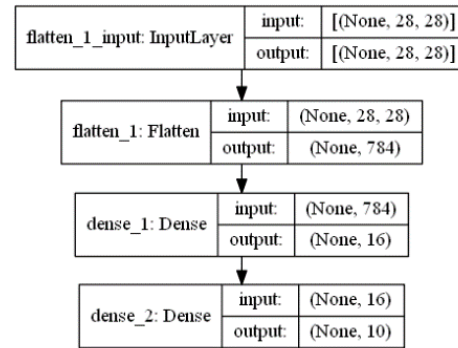 flatten_1_input: InputLayer
input: [(None, 28, 28)]
output: [(None, 28, 28)]
flatten_1: Flatten
input: (None, 28, 28)
output: (None, 784)
dense_1: Dense
input: (None, 784)
output: (None, 16)
dense_2: Dense
input: (None, 16)
output: (None, 10)